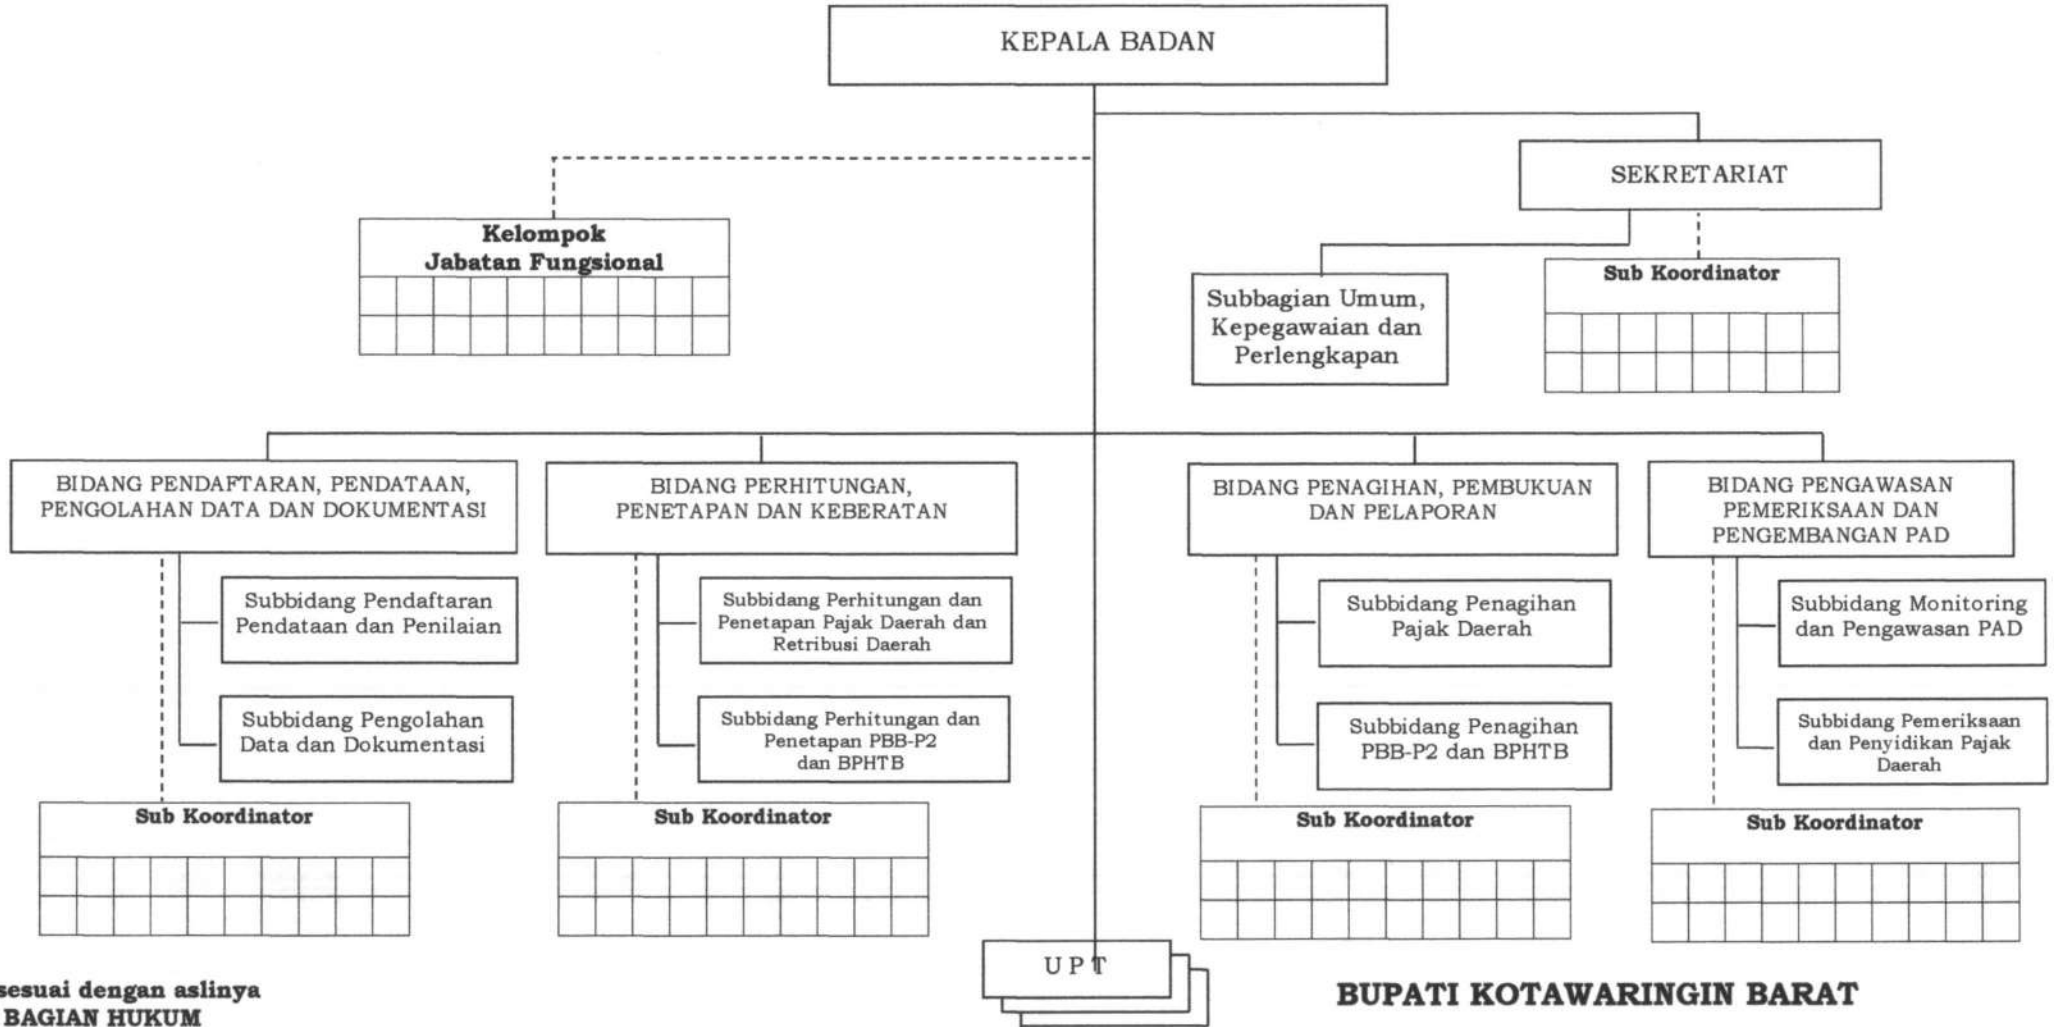 KEPALA BADAN
SEKRETARIAT
Kelompok
Jabatan Fungsional
Subbagian Umum,
Kepegawaian dan
Perlengkapan
Sub Koordinator
BIDANG PENDAFTARAN, PENDATAAN,
PENGOLAHAN DATA DAN DOKUMENTASI
BIDANG PERHITUNGAN,
PENETAPAN DAN KEBERATAN
BIDANG PENAGIHAN, PEMBUKUAN
DAN PELAPORAN
BIDANG PENGAWASAN
PEMERIKSAAN DAN
PENGEMBANGAN PAD
Subbidang Pendaftaran
Pendataan dan Penilaian
Subbidang Perhitungan dan
Penetapan Pajak Daerah dan
Retribusi Daerah
Subbidang Penagihan
Pajak Daerah
Subbidang Monitoring
dan Pengawasan PAD
Subbidang Pengolahan
Data dan Dokumentasi
Subbidang Perhitungan dan
Penetapan PBB-P2
dan BPHTB
Subbidang Penagihan
PBB-P2 dan BPHTB
Subbidang Pemeriksaan
dan Penyidikan Pajak
Daerah
Sub Koordinator
Sub Koordinator
Sub Koordinator
Sub Koordinator
UPT
sesuai dengan aslinya
BAGIAN HUKUM
BUPATI KOTAWARINGIN BARAT